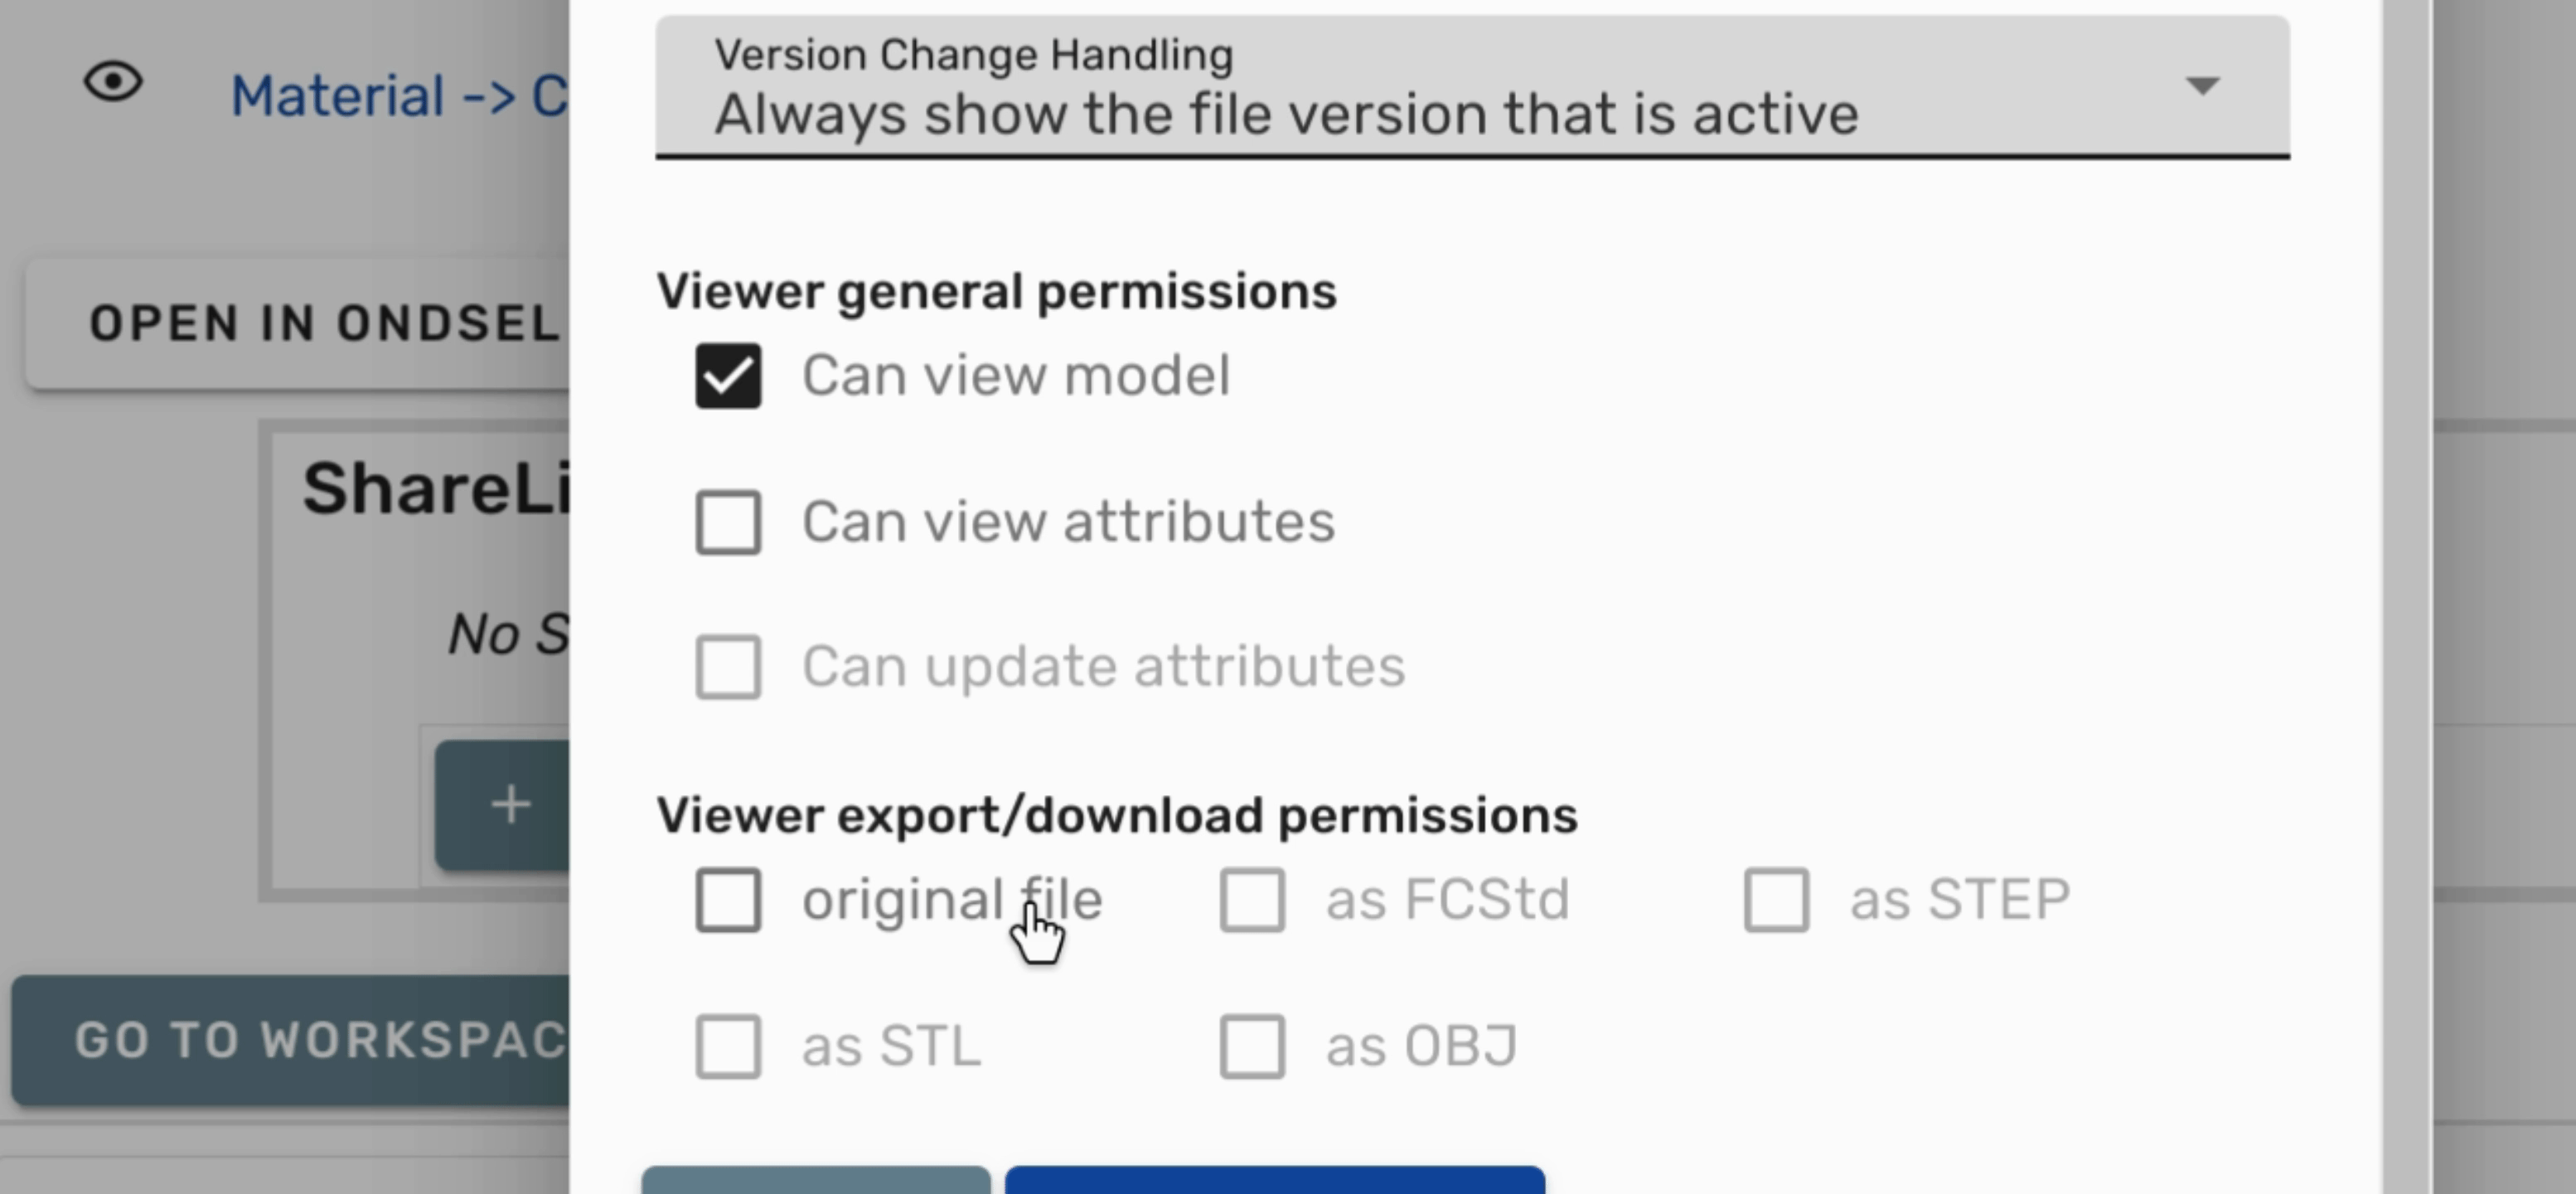 Material -> C
OPEN IN ONDSEL
ShareLi
No S
+
GO TO WORKSPAC
Version Change Handling
Always show the file version that is active
Viewer general permissions
Can view model
Can view attributes
Can update attributes
Viewer export/download permissions
original file
as FCStd
as STEP
as STL
as OBJ